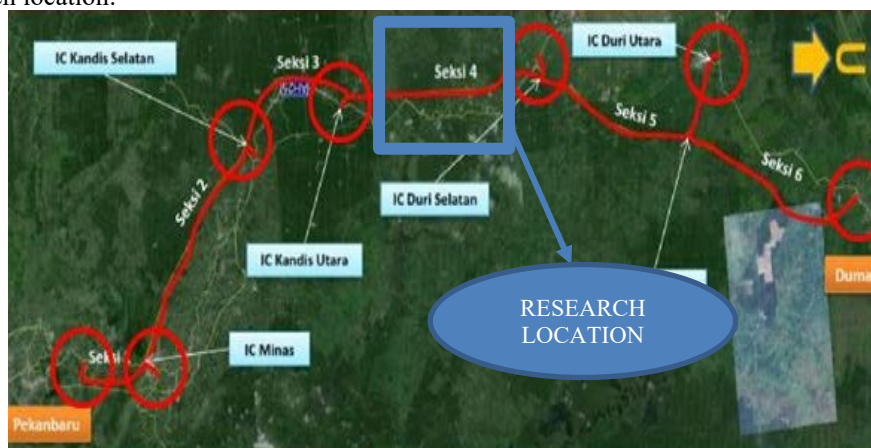 IC Kandis Selatan
Seksi 3
Seksi 4
IC Duri Utara
Seksi 5
Seksi 6
Seksi 2
IC Duri Selatan
IC Kandis Utara
RESEARCH
LOCATION
Seksi
IC Minas
Pekanbaru